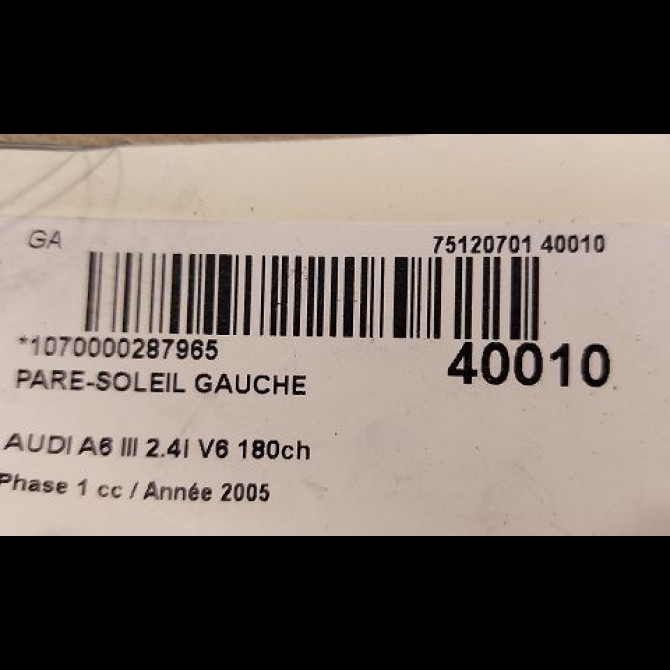 GA 75120701 40010
*1070000287965 40010
PARE-SOLEIL GAUCHE
AUDI A6 III 2.4I V6 180ch
Phase 1 cc / Année 2005